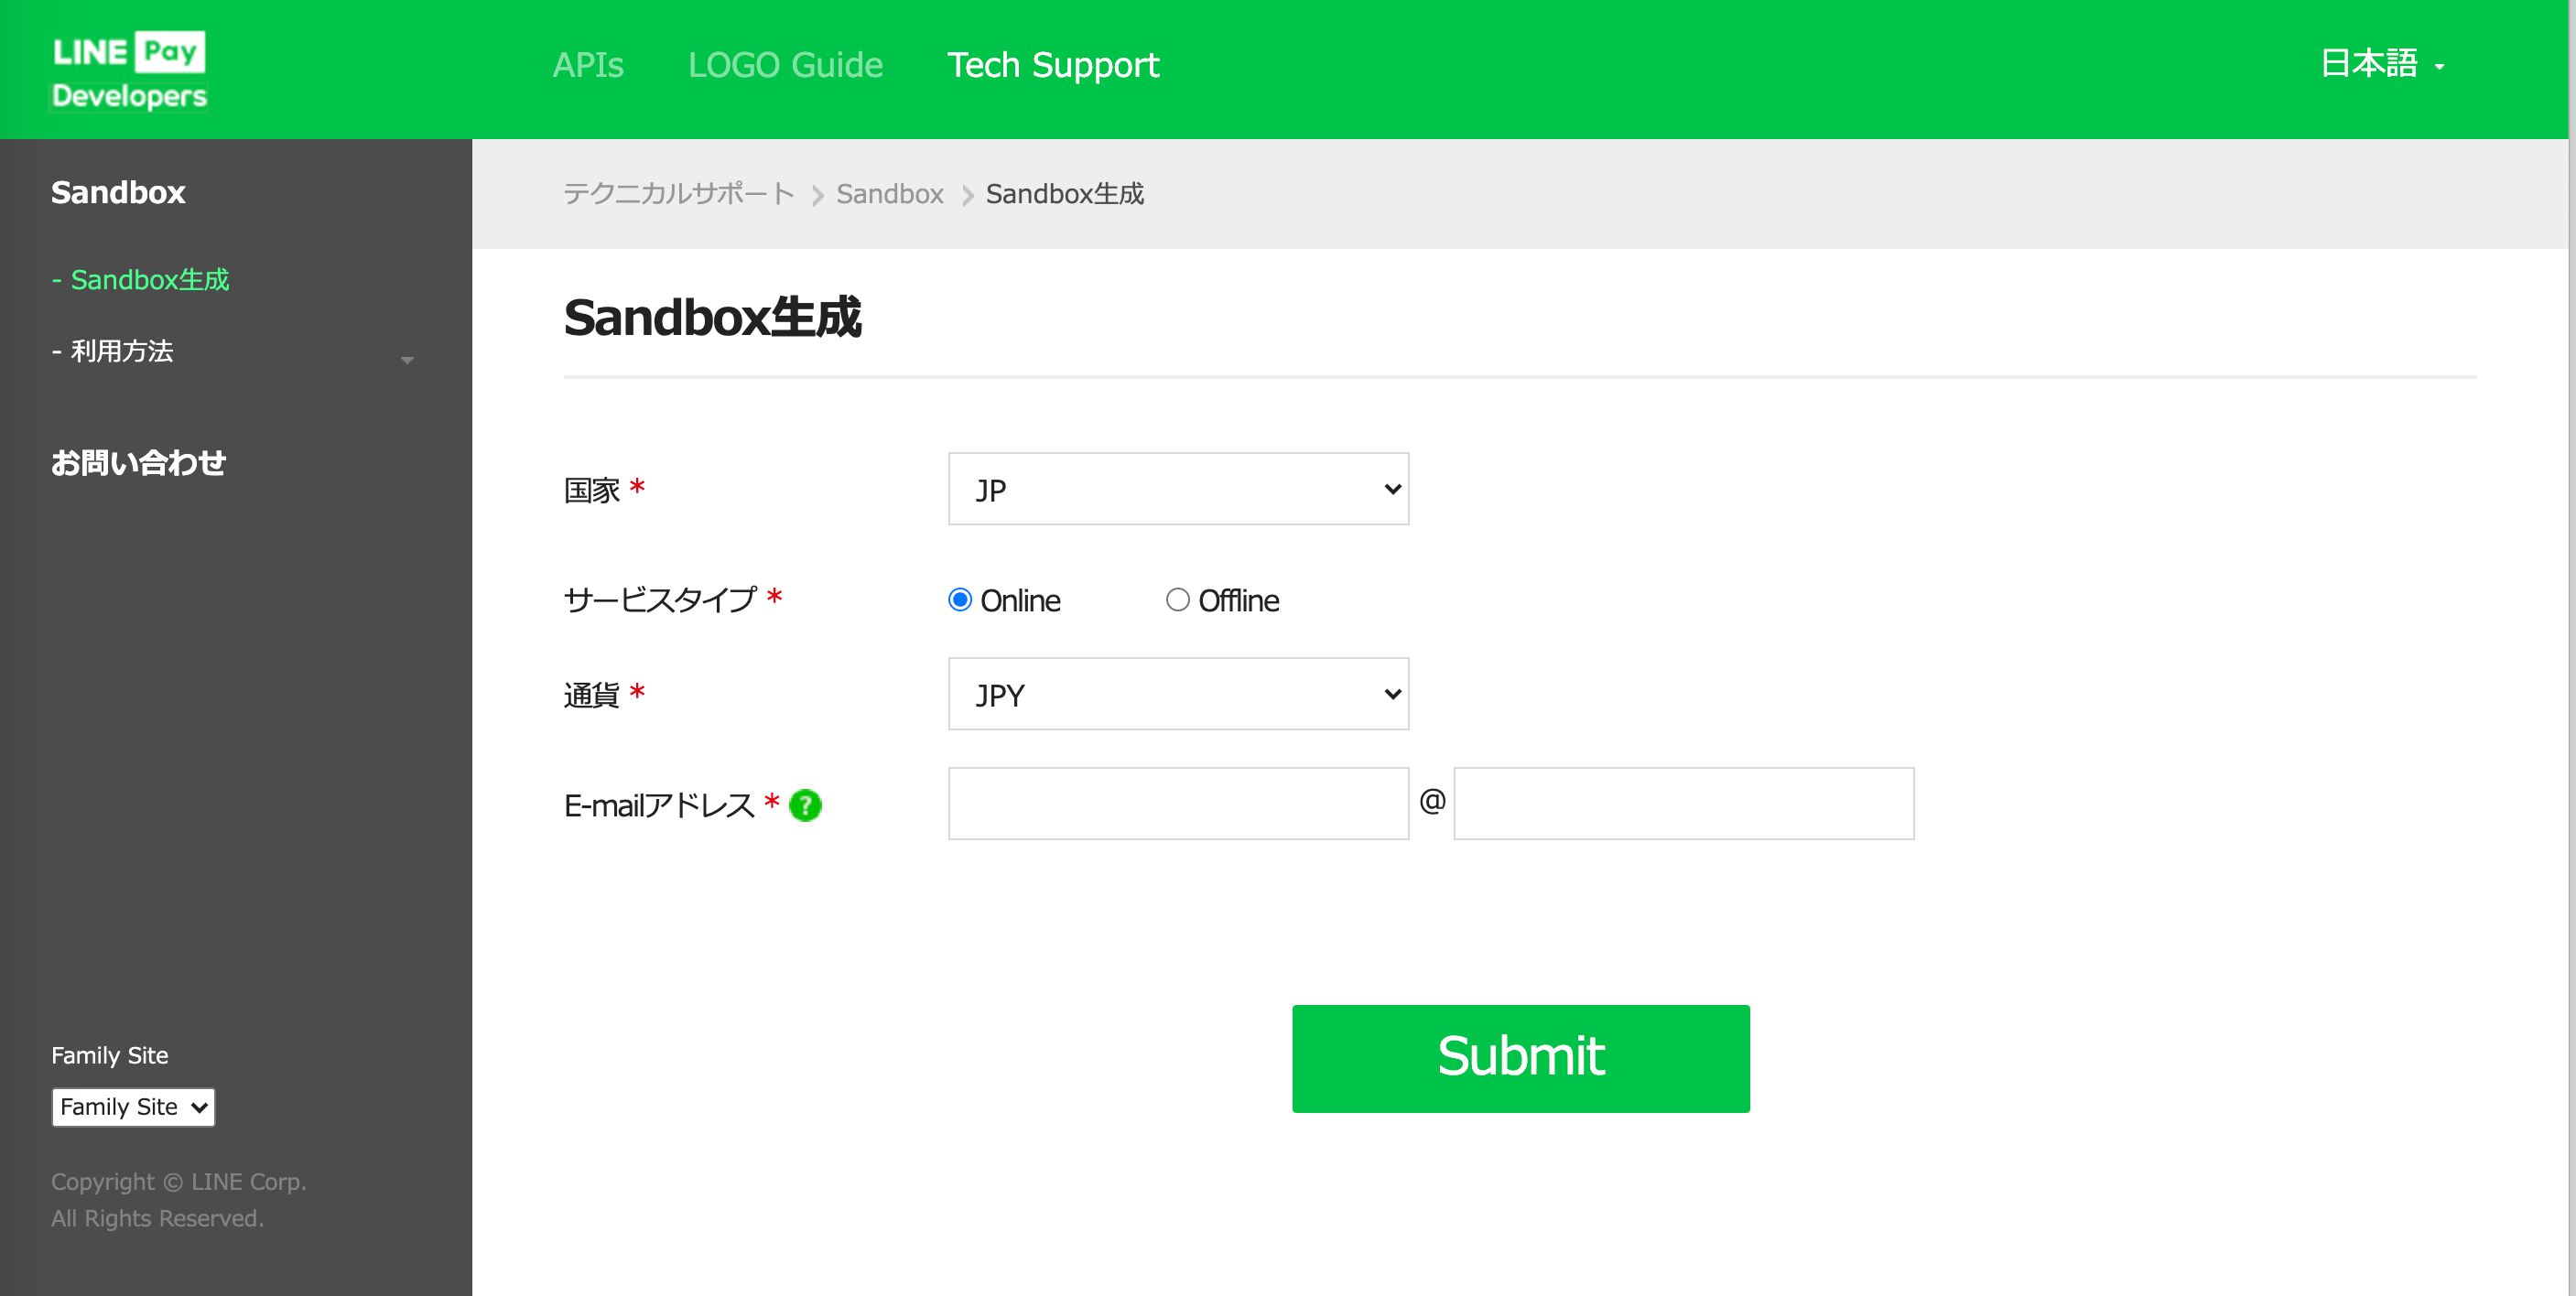 LINE Pay
Developers
APIs LOGO Guide Tech Support 日本語
Sandbox
- Sandbox生成
- 利用方法
お問い合わせ
Family Site
Family Site
Copyright © LINE Corp.
All Rights Reserved.
テクニカルサポート Sandbox Sandbox生成
Sandbox生成
国家 * JP
サービスタイプ * Online Offline
通貨 * JPY
E-mailアドレス * ? @
Submit